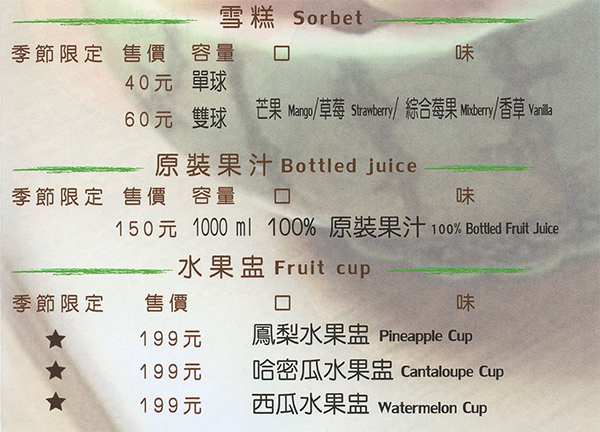 雪糕 Sorbet
季節限定 售價 容量 口 味
40元 單球
60元 雙球 芒果 Mango/草莓 Strawberry/ 綜合莓果 Mixberry/香草 Vanilla
原裝果汁 Bottled juice
季節限定 售價 容量 口 味
150元 1000 ml 100% 原裝果汁 100% Bottled Fruit Juice
水果盅 Fruit cup
季節限定 售價 口 味
★ 199元 鳳梨水果盅 Pineapple Cup
★ 199元 哈密瓜水果盅 Cantaloupe Cup
★ 199元 西瓜水果盅 Watermelon Cup